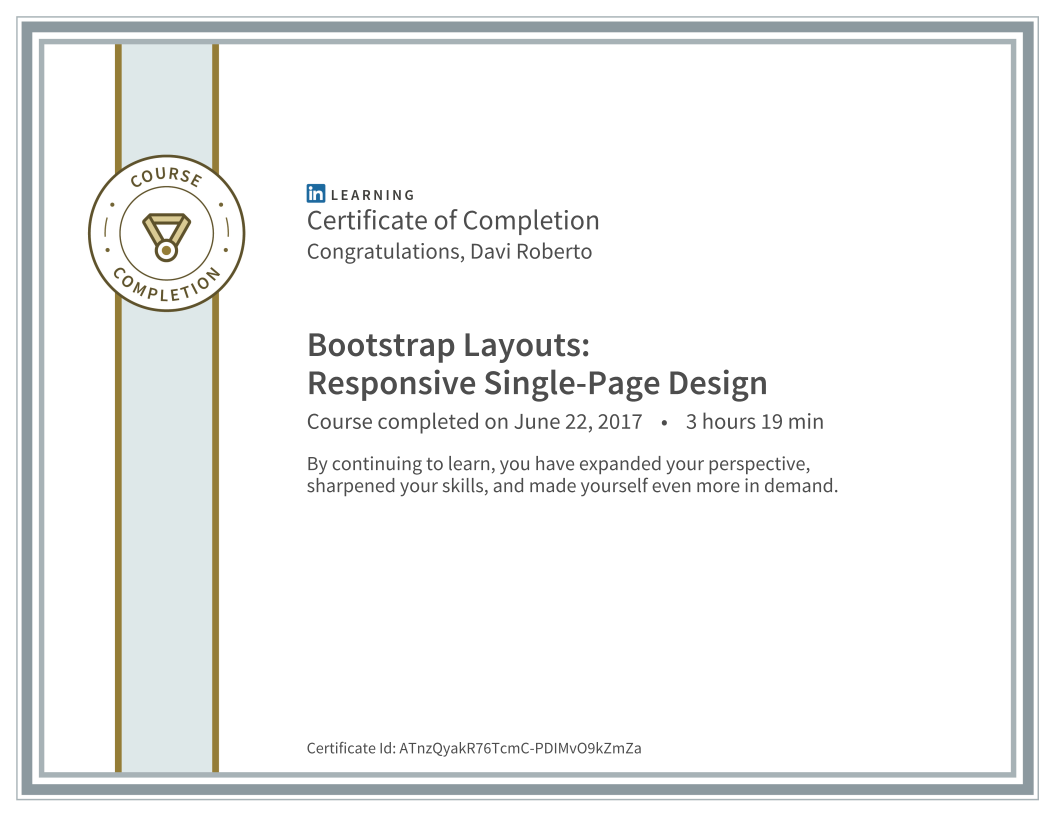 COURSE
COMPLETION
in LEARNING
Certificate of Completion
Congratulations, Davi Roberto
Bootstrap Layouts:
Responsive Single-Page Design
Course completed on June 22, 2017 • 3 hours 19 min
By continuing to learn, you have expanded your perspective,
sharpened your skills, and made yourself even more in demand.
Certificate Id: ATnzQyakR76TcmC-PDIMvO9kZmZa